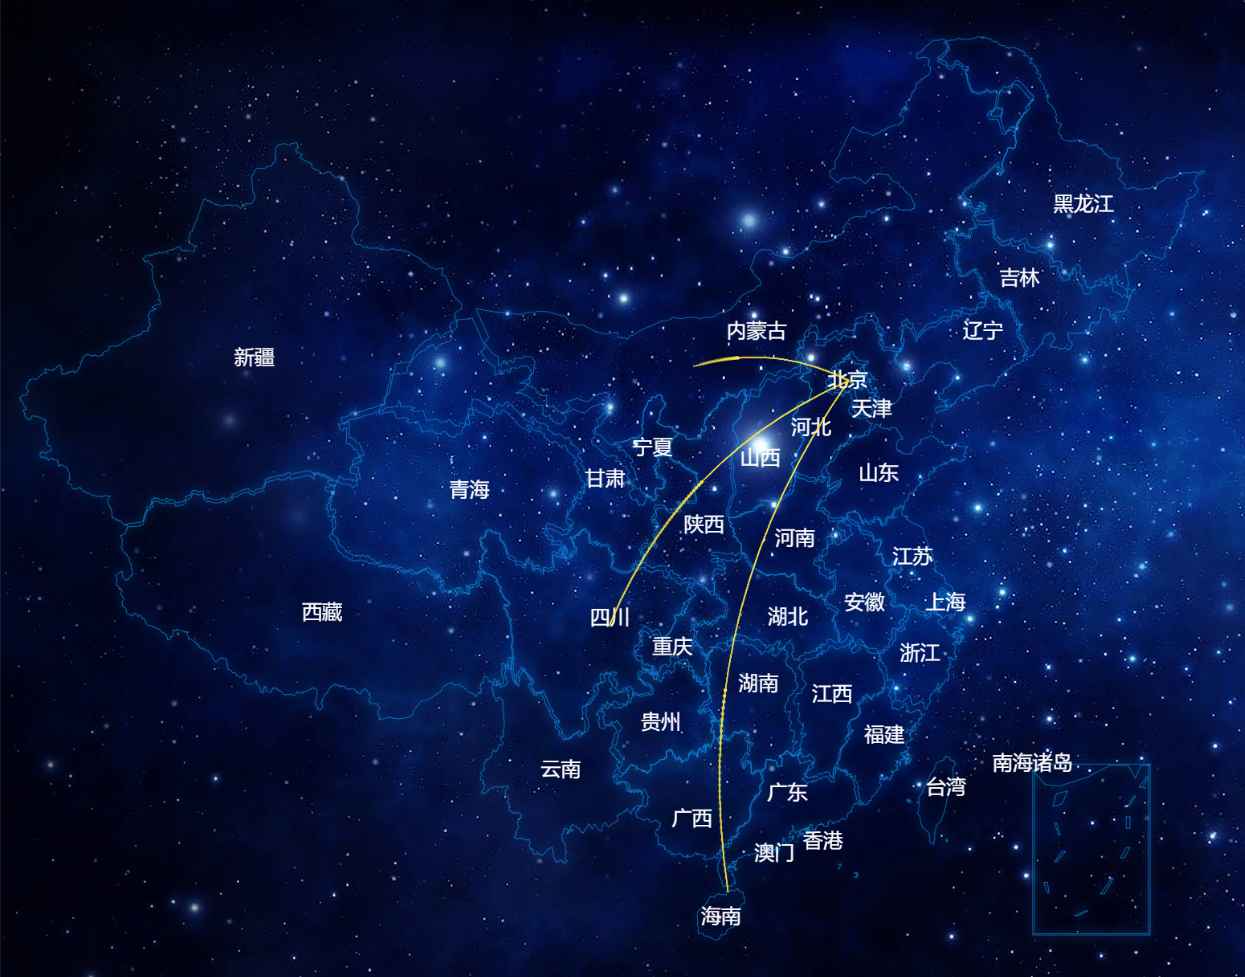 黑龙江
吉林
辽宁
内蒙古
新疆
北京
天津
河北
宁夏
山西
山东
甘肃
青海
陕西
河南
江苏
安徽
上海
西藏
四川
湖北
重庆
浙江
湖南
江西
贵州
福建
南海诸岛
云南
台湾
广东
广西
香港
澳门
海南